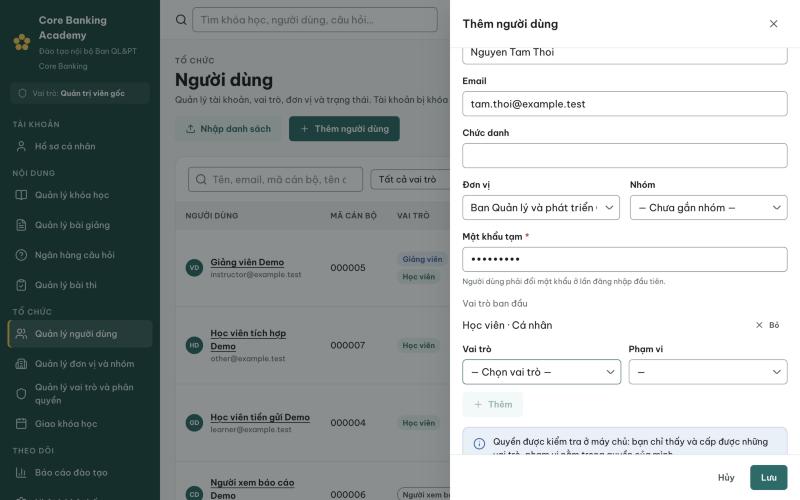 Core Banking
Academy
Đào tạo nội bộ Ban QL&PT
Core Banking
Vai trò: Quản trị viên gốc
TÀI KHOẢN
Hồ sơ cá nhân
NỘI DUNG
Quản lý khóa học
Quản lý bài giảng
Ngân hàng câu hỏi
Quản lý bài thi
TỔ CHỨC
Quản lý người dùng
Quản lý đơn vị và nhóm
Quản lý vai trò và phân
quyền
Giao khóa học
THEO DÕI
Báo cáo đào tạo
Tìm khóa học, người dùng, câu hỏi...
TỔ CHỨC
Người dùng
Quản lý tài khoản, vai trò, đơn vị và trạng thái. Tài khoản bị khóa
Nhập danh sách
Thêm người dùng
Tên, email, mã cán bộ, tên
Tất cả vai trò
NGƯỜI DÙNG
MÃ CÁN BỘ
VAI TRÒ
VD
Giảng viên Demo
instructor@example.test
000005
Giảng viên
Học viên
HD
Học viên tích hợp
Demo
other@example.test
000007
Học viên
HD
Học viên tiền gửi Demo
learner@example.test
000004
Học viên
ND
Người xem báo cáo
Demo
000006
Người xem b
Thêm người dùng
Nguyen Tam Thoi
Email
tam.thoi@example.test
Chức danh
Đơn vị
Nhóm
Ban Quản lý và phát triển
— Chưa gắn nhóm —
Mật khẩu tạm *
•••••••••
Người dùng phải đổi mật khẩu ở lần đăng nhập đầu tiên.
Vai trò ban đầu
Học viên · Cá nhân
Bỏ
Vai trò
Phạm vi
— Chọn vai trò —
—
Thêm
Quyền được kiểm tra ở máy chủ: bạn chỉ thấy và cấp được những
vai trò, phạm vi nằm trong quyền của mình
Hủy
Lưu